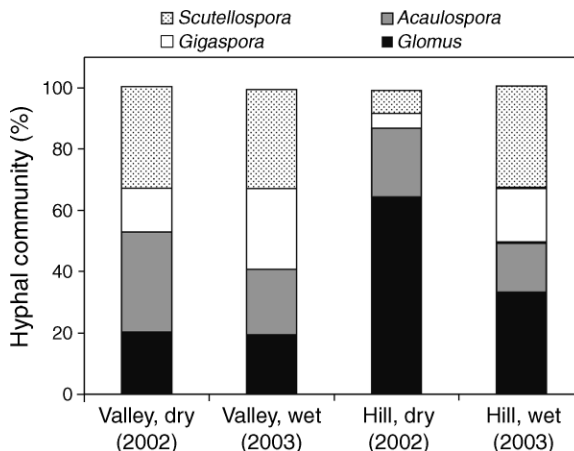 Scutellospora Acaulospora
Gigaspora Glomus
Hyphal community (%)
100
80
60
40
20
0
Valley, dry Valley, wet Hill, dry Hill, wet
(2002) (2003) (2002) (2003)